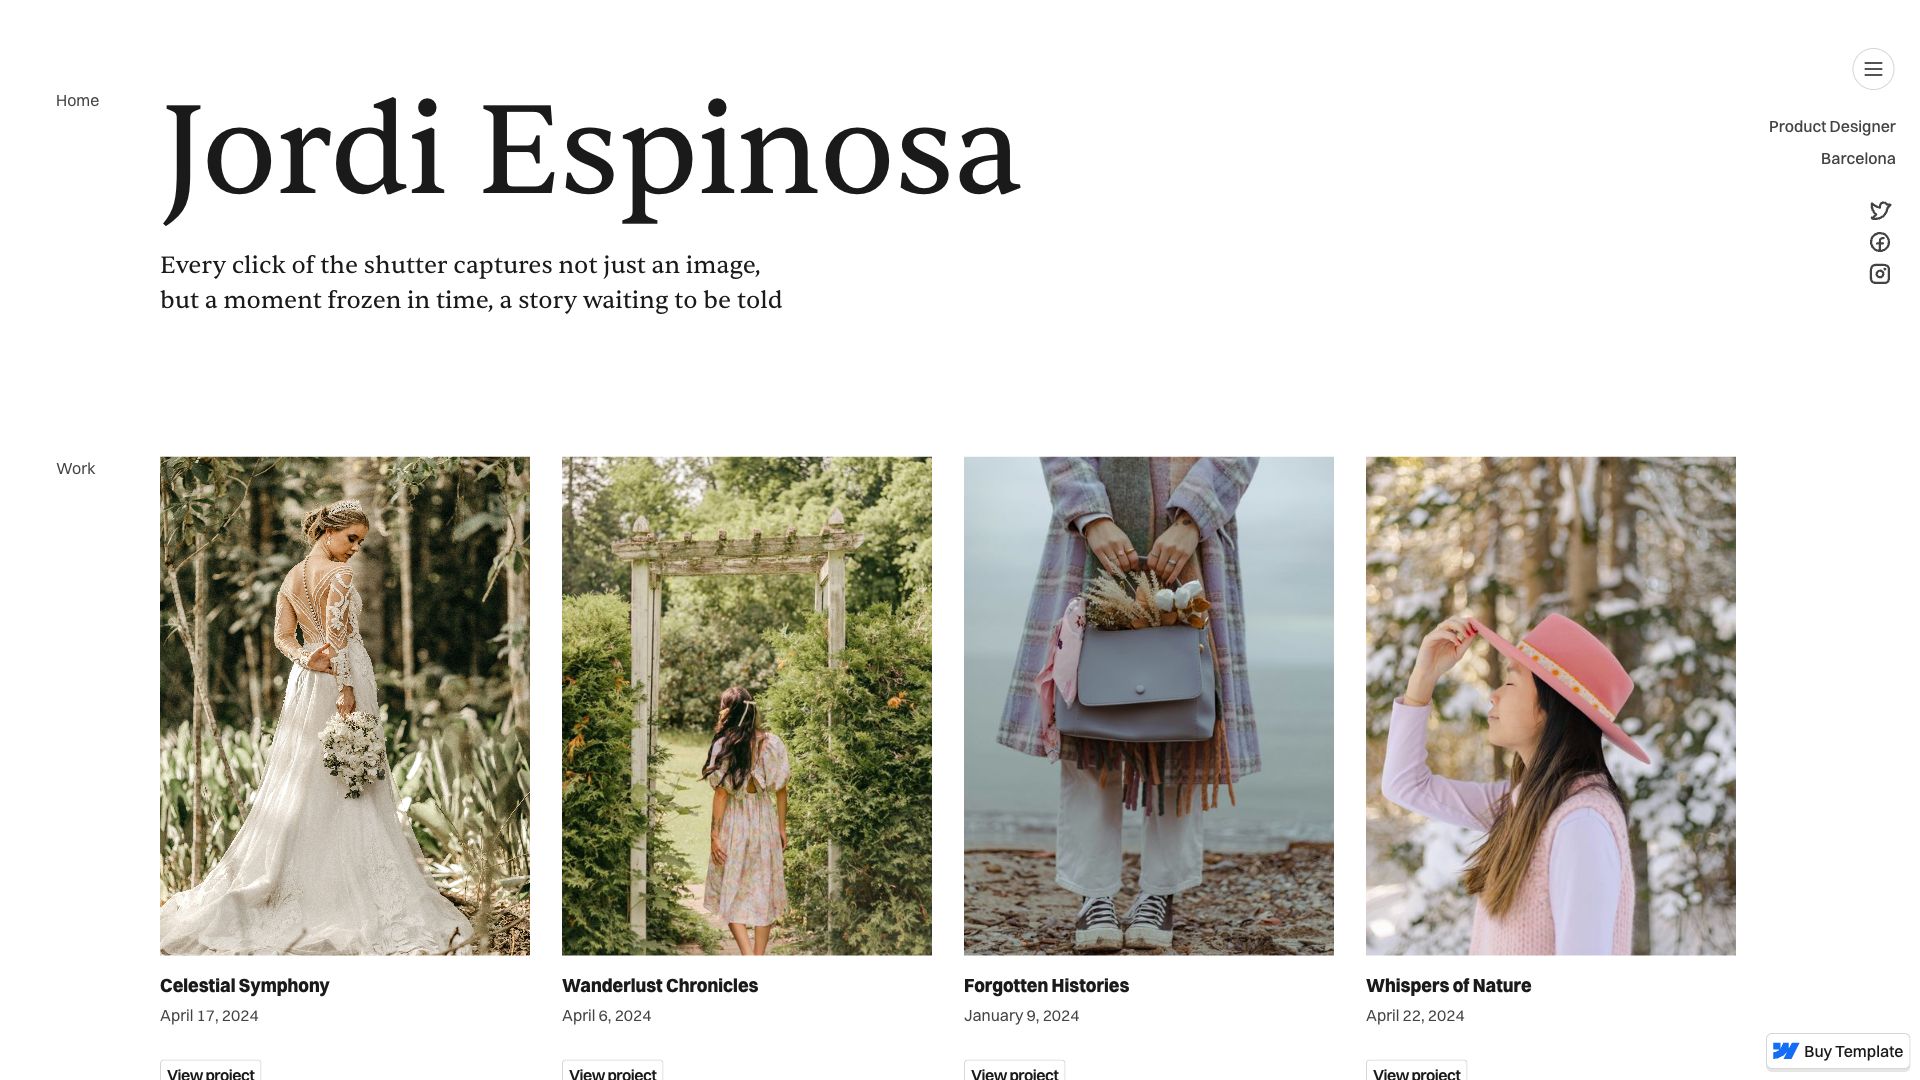 Home
Jordi Espinosa
Product Designer
Barcelona
Every click of the shutter captures not just an image,
but a moment frozen in time, a story waiting to be told
Work
Celestial Symphony
April 17, 2024
View project
Wanderlust Chronicles
April 6, 2024
View project
Forgotten Histories
January 9, 2024
View project
Whispers of Nature
April 22, 2024
View project
Buy Template